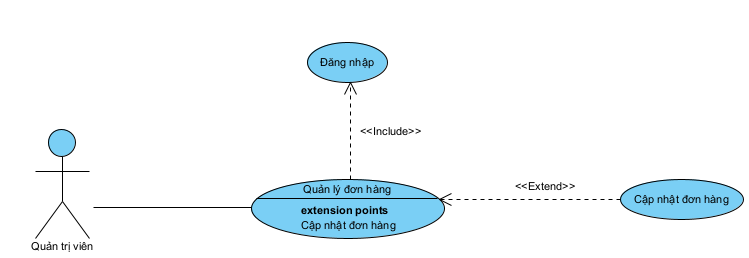 Đăng nhập
<<Include>>
Quản lý đơn hàng
<<Extend>>
Cập nhật đơn hàng
extension points
Cập nhật đơn hàng
Quản trị viên